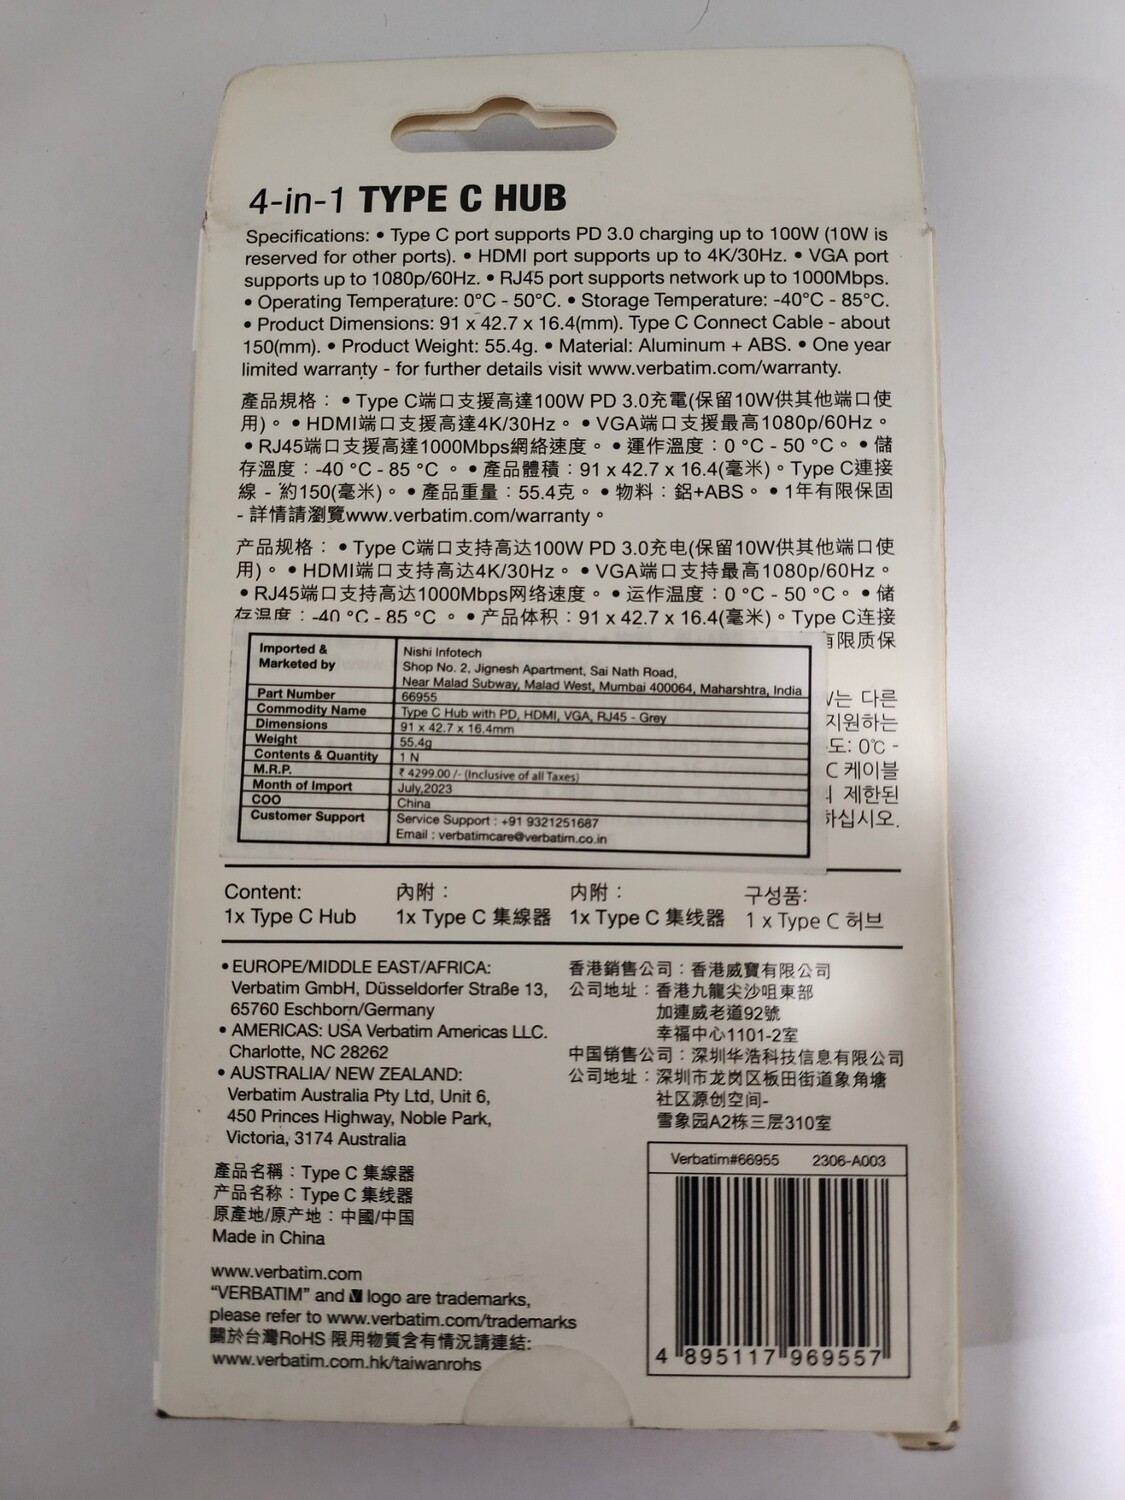 4-in-1 TYPE C HUB
Specifications: • Type C port supports PD 3.0 charging up to 100W (10W is
reserved for other ports). • HDMI port supports up to 4K/30Hz. • VGA port
supports up to 1080p/60Hz. • RJ45 port supports network up to 1000Mbps.
• Operating Temperature: 0°C - 50°C. • Storage Temperature: -40°C - 85°C.
• Product Dimensions: 91 x 42.7 x 16.4(mm). Type C Connect Cable - about
150(mm). • Product Weight: 55.4g. • Material: Aluminum + ABS. • One year
limited warranty - for further details visit www.verbatim.com/warranty.
產品規格：• Type C端口支援高達100W PD 3.0充電(保留10W供其他端口使
用)。• HDMI端口支援高達4K/30Hz。• VGA端口支援最高1080p/60Hz。
• RJ45端口支援高達1000Mbps網絡速度。• 運作溫度：0 °C - 50 °C。• 儲
存溫度：-40 °C - 85 °C 。• 產品體積：91 x 42.7 x 16.4(毫米)。Type C連接
線 - 約150(毫米)。• 產品重量：55.4克。• 物料：鋁+ABS。• 1年有限保固
- 詳情請瀏覽www.verbatim.com/warranty。
产品规格：• Type C端口支持高达100W PD 3.0充电(保留10W供其他端口使
用)。• HDMI端口支持高达4K/30Hz。• VGA端口支持最高1080p/60Hz。
• RJ45端口支持高达1000Mbps网络速度。• 运作温度：0 °C - 50 °C。• 储
存温度：-40 °C - 85 °C 。• 产品体积：91 x 42.7 x 16.4(毫米)。Type C连接
有限质保
Imported & Marketed by Nishi Infotech
Shop No. 2, Jignesh Apartment, Sai Nath Road,
Near Malad Subway, Malad West, Mumbai 400064, Maharshtra, India
Part Number 66955
Commodity Name Type C Hub with PD, HDMI, VGA, RJ45 - Grey
Dimensions 91 x 42.7 x 16.4mm
Weight 55.4g
Contents & Quantity 1 N
M.R.P. ₹ 4299.00 /- (Inclusive of all Taxes)
Month of Import July,2023
COO China
Customer Support Service Support : +91 9321251687
Email : verbatimcare@verbatim.co.in
는 다른
지원하는
도: 0℃ -
C 케이블
제한된
하십시오.
Content: 內附： 内附： 구성품:
1x Type C Hub 1x Type C 集線器 1x Type C 集线器 1 x Type C 허브
• EUROPE/MIDDLE EAST/AFRICA:
Verbatim GmbH, Düsseldorfer Straße 13,
65760 Eschborn/Germany
• AMERICAS: USA Verbatim Americas LLC.
Charlotte, NC 28262
• AUSTRALIA/ NEW ZEALAND:
Verbatim Australia Pty Ltd, Unit 6,
450 Princes Highway, Noble Park,
Victoria, 3174 Australia
產品名稱：Type C 集線器
产品名称：Type C 集线器
原產地/原产地：中國/中国
Made in China
www.verbatim.com
“VERBATIM” and logo are trademarks,
please refer to www.verbatim.com/trademarks
關於台灣RoHS 限用物質含有情況請連結:
www.verbatim.com.hk/taiwanrohs
香港銷售公司：香港威寶有限公司
公司地址：香港九龍尖沙咀東部
加連威老道92號
幸福中心1101-2室
中国销售公司：深圳华浩科技信息有限公司
公司地址：深圳市龙岗区板田街道象角塘
社区源创空间-
雪象园A2栋三层310室
Verbatim#66955 2306-A003
4 895117 969557